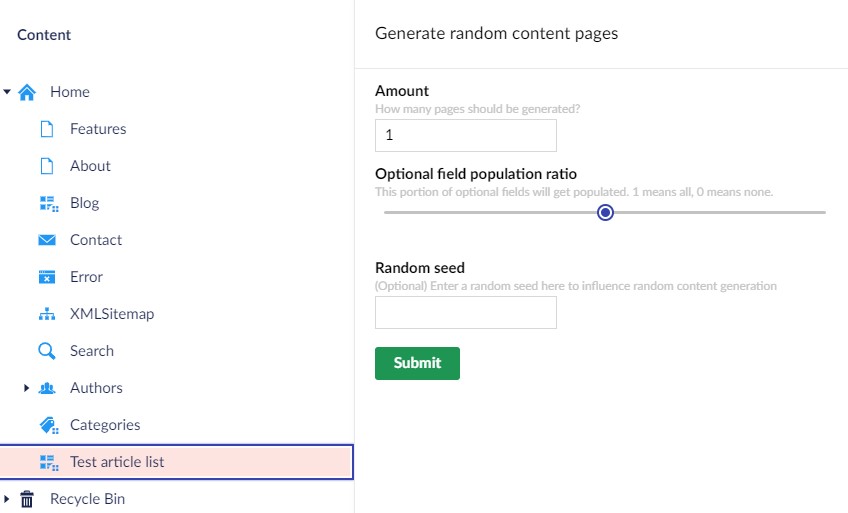 Content
Home
Features
About
Blog
Contact
Error
XMLSitemap
Search
Authors
Categories
Test article list
Recycle Bin
Generate random content pages
Amount
How many pages should be generated?
1
Optional field population ratio
This portion of optional fields will get populated. 1 means all, 0 means none.
Random seed
(Optional) Enter a random seed here to influence random content generation
Submit